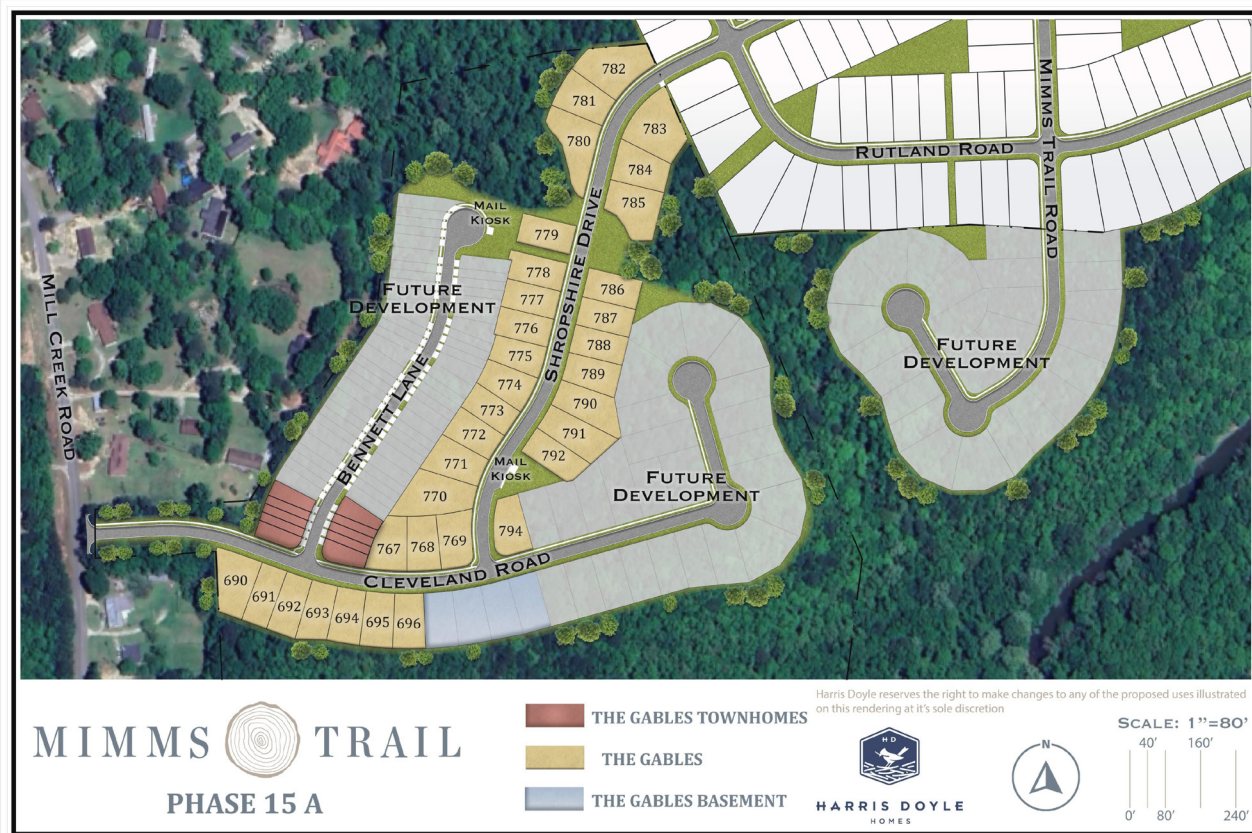 782
781
780
783
784
785
MIMMS TRAIL ROAD
RUTLAND ROAD
MAIL
KIOSK
779
SHROPSHIRE DRIVE
778
777
776
775
774
773
772
771
770
786
787
788
789
790
791
792
FUTURE
DEVELOPMENT
BENNETT LANE
MILL CREEK ROAD
FUTURE
DEVELOPMENT
MAIL
KIOSK
FUTURE
DEVELOPMENT
794
767
768
769
CLEVELAND ROAD
690
691
692
693
694
695
696
MIMMS TRAIL
PHASE 15 A
THE GABLES TOWNHOMES
THE GABLES
THE GABLES BASEMENT
Harris Doyle reserves the right to make changes to any of the proposed uses illustrated
on this rendering at it's sole discretion
HD
HARRIS DOYLE
HOMES
N
SCALE: 1"=80'
40' 160'
0' 80' 240'